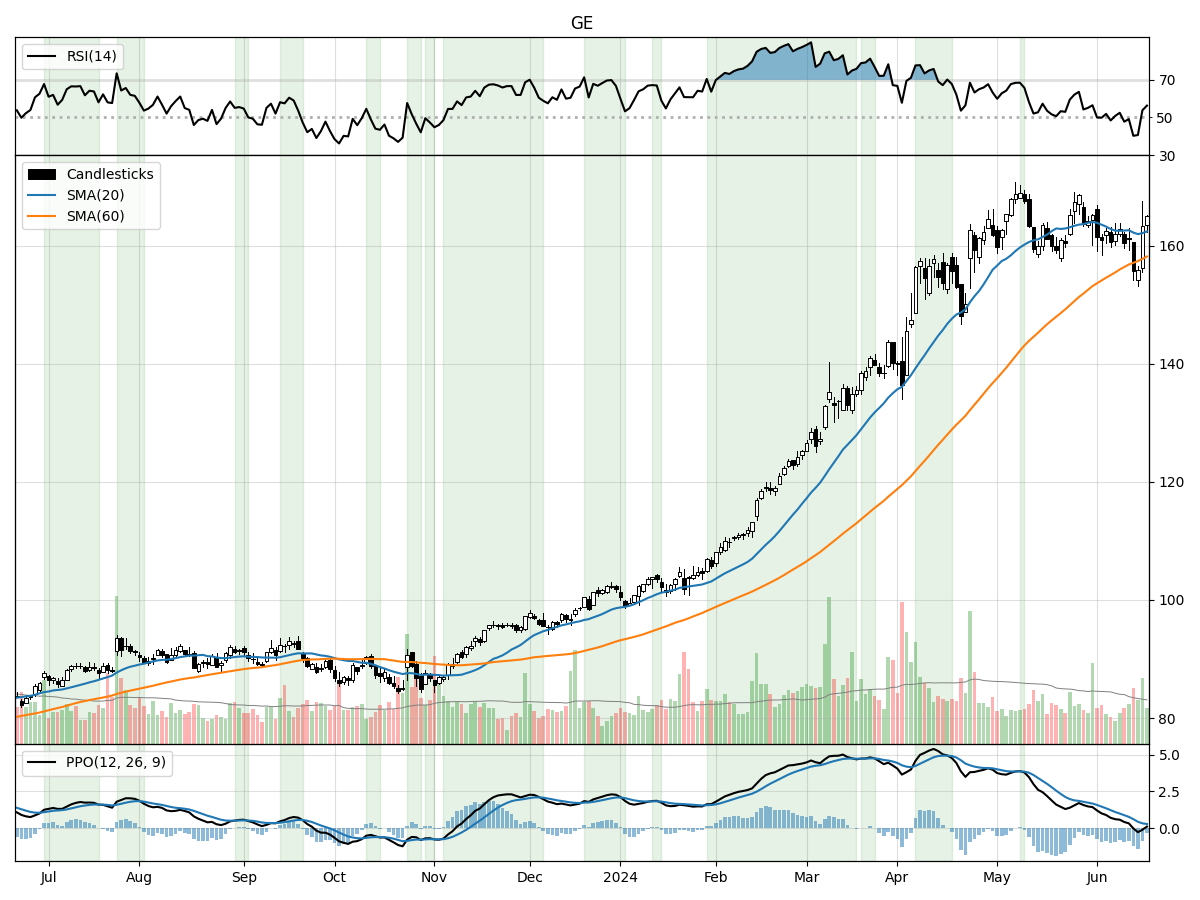 GE
RSI(14)
70
50
30
Candlesticks
SMA(20)
SMA(60)
160
140
120
100
80
PPO(12, 26, 9)
5.0
2.5
0.0
Jul Aug Sep Oct Nov Dec 2024 Feb Mar Apr May Jun